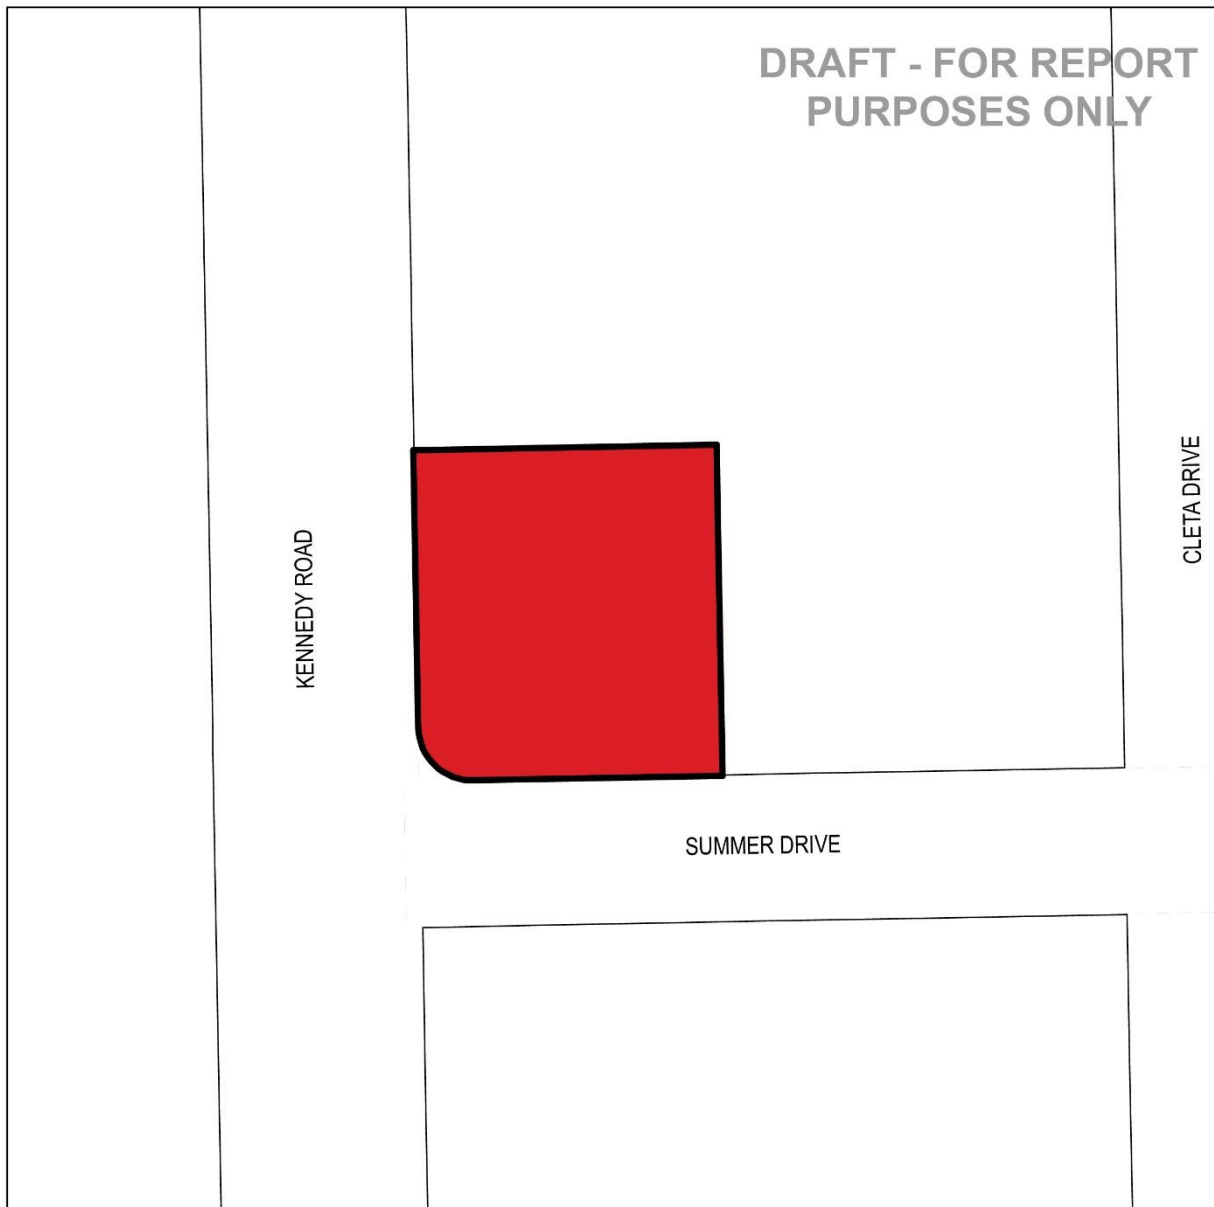 DRAFT - FOR REPORT
PURPOSES ONLY
CLETA DRIVE
KENNEDY ROAD
SUMMER DRIVE